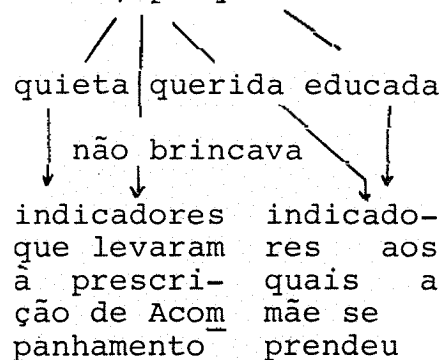 quieta querida educada
não brincava
indicadores indicado-
que levaram res aos
à prescri- quais a
ção de Acom mãe se
panhamento prendeu